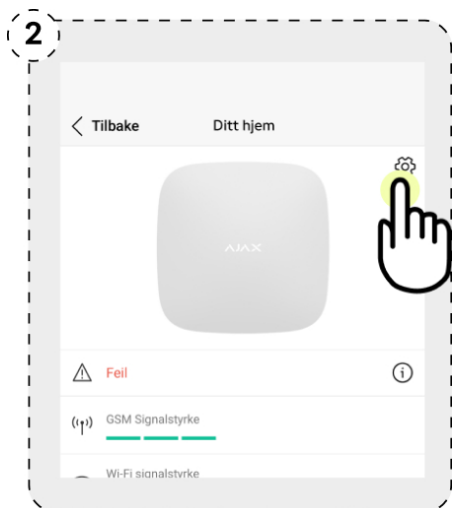 2
Tilbake Ditt hjem
AJAX
Feil
GSM Signalstyrke
Wi-Fi signalstyrke